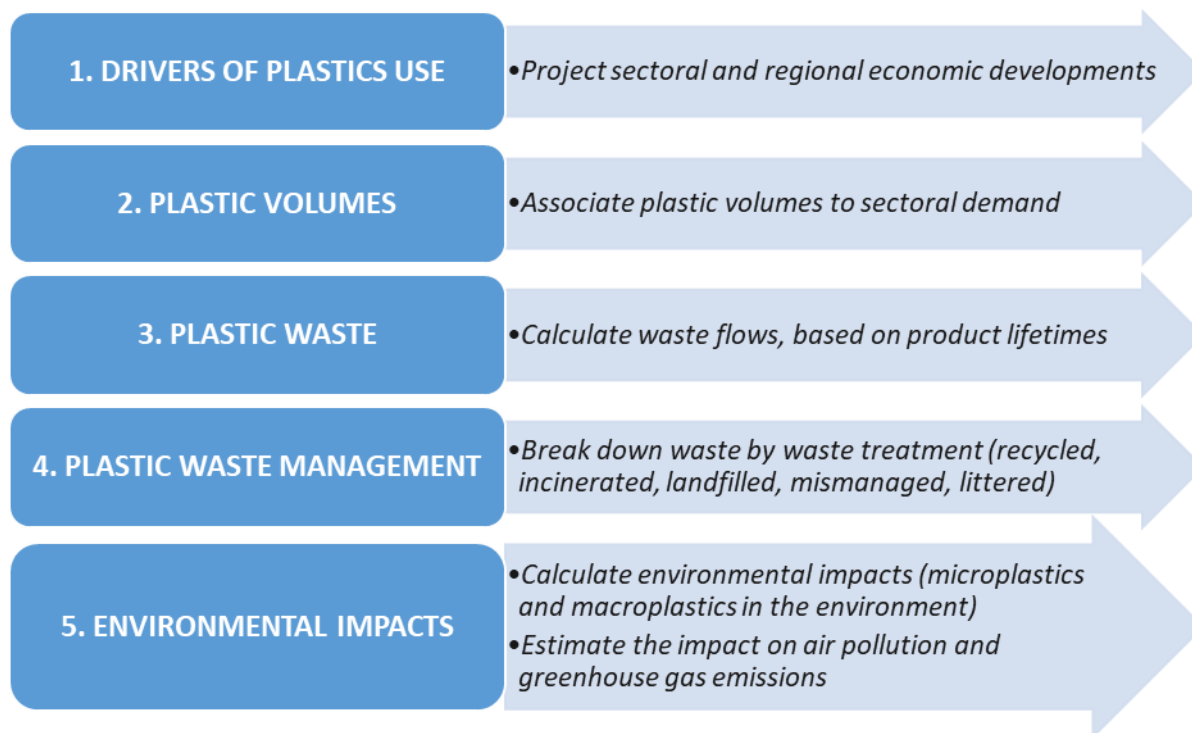 1. DRIVERS OF PLASTICS USE
•Project sectoral and regional economic developments
2. PLASTIC VOLUMES
•Associate plastic volumes to sectoral demand
3. PLASTIC WASTE
•Calculate waste flows, based on product lifetimes
4. PLASTIC WASTE MANAGEMENT
•Break down waste by waste treatment (recycled,
incinerated, landfilled, mismanaged, littered)
5. ENVIRONMENTAL IMPACTS
•Calculate environmental impacts (microplastics
and macroplastics in the environment)
•Estimate the impact on air pollution and
greenhouse gas emissions